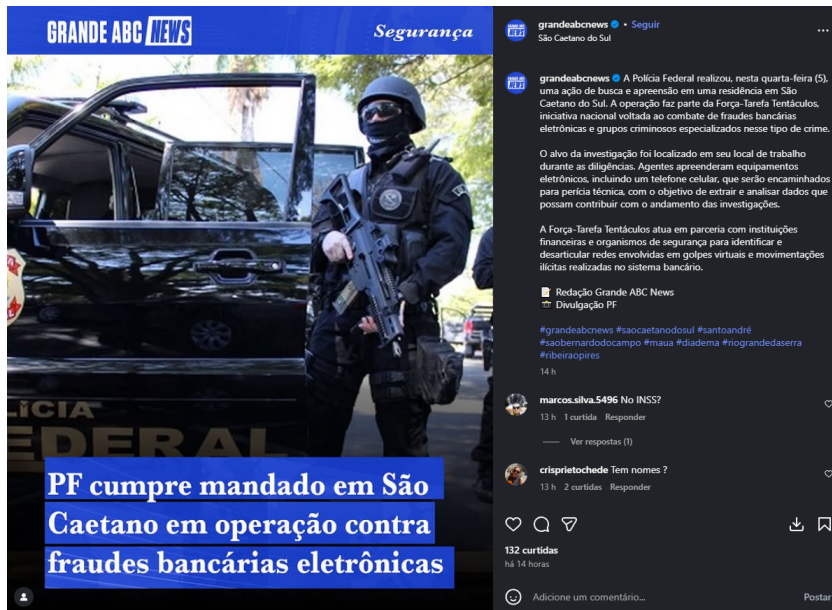 GRANDE ABC NEWS
Segurança
LÍCIA
EDERAL
PF cumpre mandado em São
Caetano em operação contra
fraudes bancárias eletrônicas
grandeabcnews • Seguir
São Caetano do Sul
grandeabcnews A Polícia Federal realizou, nesta quarta-feira (5),
uma ação de busca e apreensão em uma residência em São
Caetano do Sul. A operação faz parte da Força-Tarefa Tentáculos,
iniciativa nacional voltada ao combate de fraudes bancárias
eletrônicas e grupos criminosos especializados nesse tipo de crime.
O alvo da investigação foi localizado em seu local de trabalho
durante as diligências. Agentes apreenderam equipamentos
eletrônicos, incluindo um telefone celular, que serão encaminhados
para perícia técnica, com o objetivo de extrair e analisar dados que
possam contribuir com o andamento das investigações.
A Força-Tarefa Tentáculos atua em parceria com instituições
financeiras e organismos de segurança para identificar e
desarticular redes envolvidas em golpes virtuais e movimentações
ilícitas realizadas no sistema bancário.
📝 Redação Grande ABC News
📸 Divulgação PF
#grandeabcnews #saocaetanodosul #santoandré
#saobernardodocampo #maua #diadema #riograndedaserra
#ribeiraopires
14 h
marcos.silva.5496 No INSS?
13 h 1 curtida Responder
Ver respostas (1)
crisprietochede Tem nomes ?
13 h 2 curtidas Responder
132 curtidas
há 14 horas
Adicione um comentário...
Postar